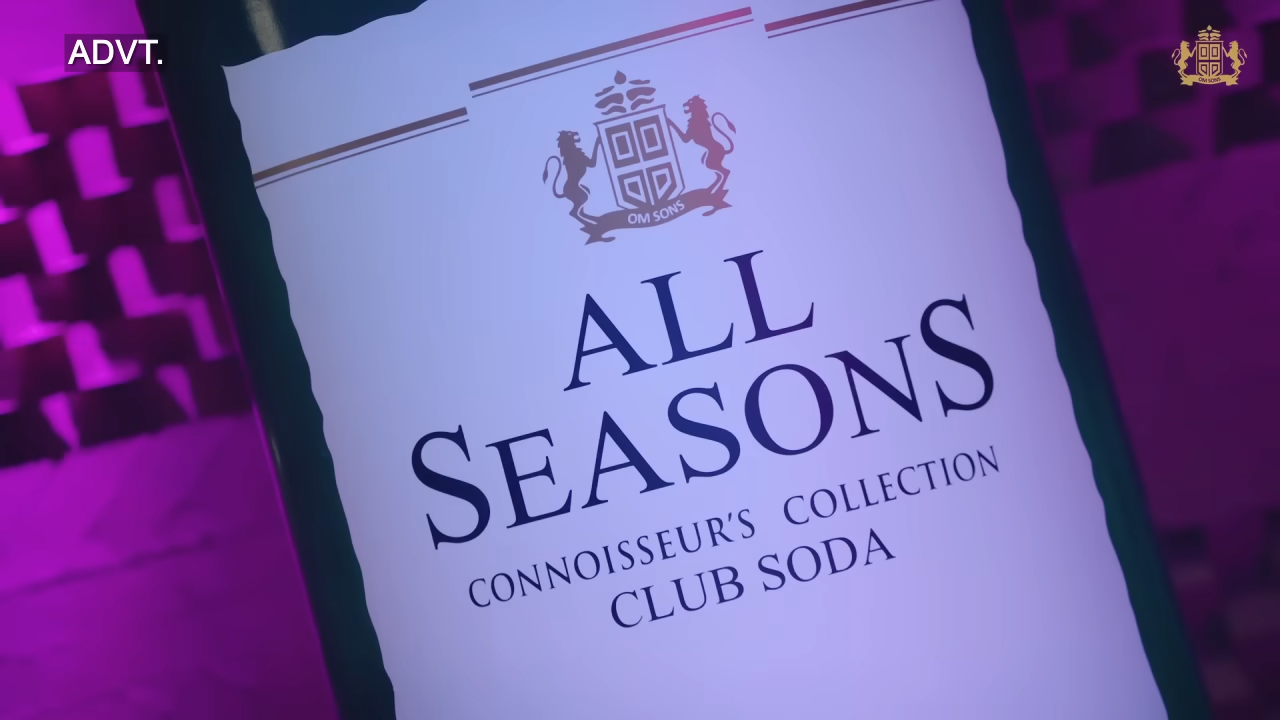 ADVT.
OM SONS
OM SONS
ALL
SEASONS
CONNOISSEUR'S COLLECTION
CLUB SODA